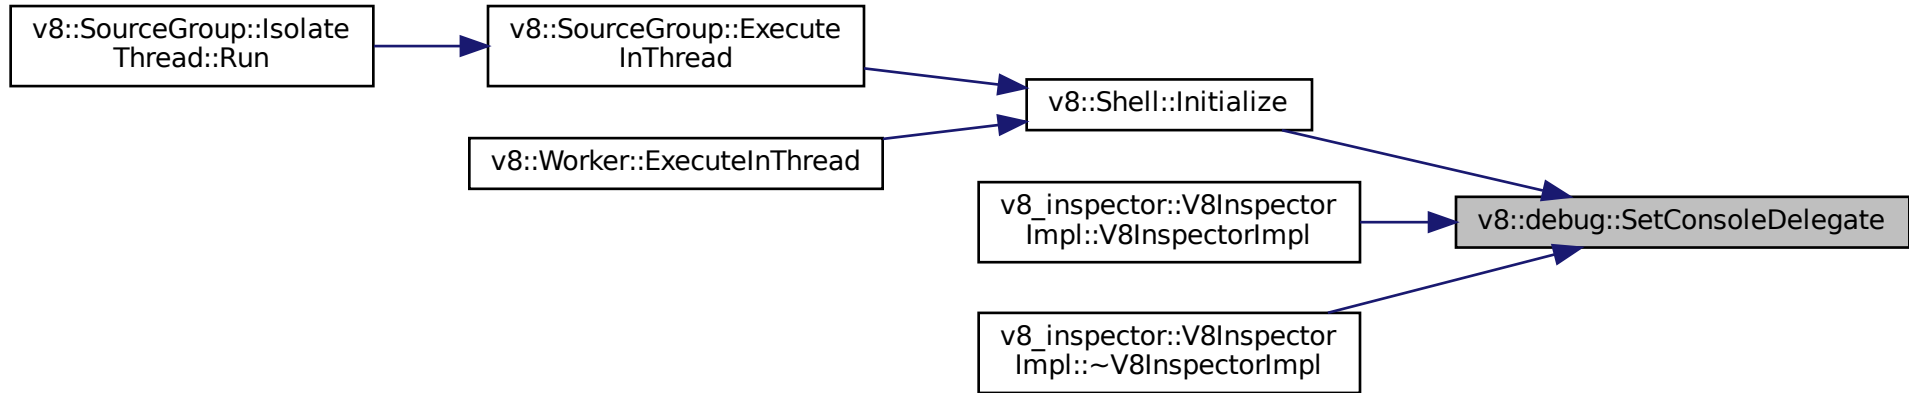 v8::SourceGroup::Isolate
Thread::Run
v8::SourceGroup::Execute
InThread
v8::Shell::Initialize
v8::Worker::ExecuteInThread
v8_inspector::V8Inspector
Impl::V8InspectorImpl
v8::debug::SetConsoleDelegate
v8_inspector::V8Inspector
Impl::~V8InspectorImpl